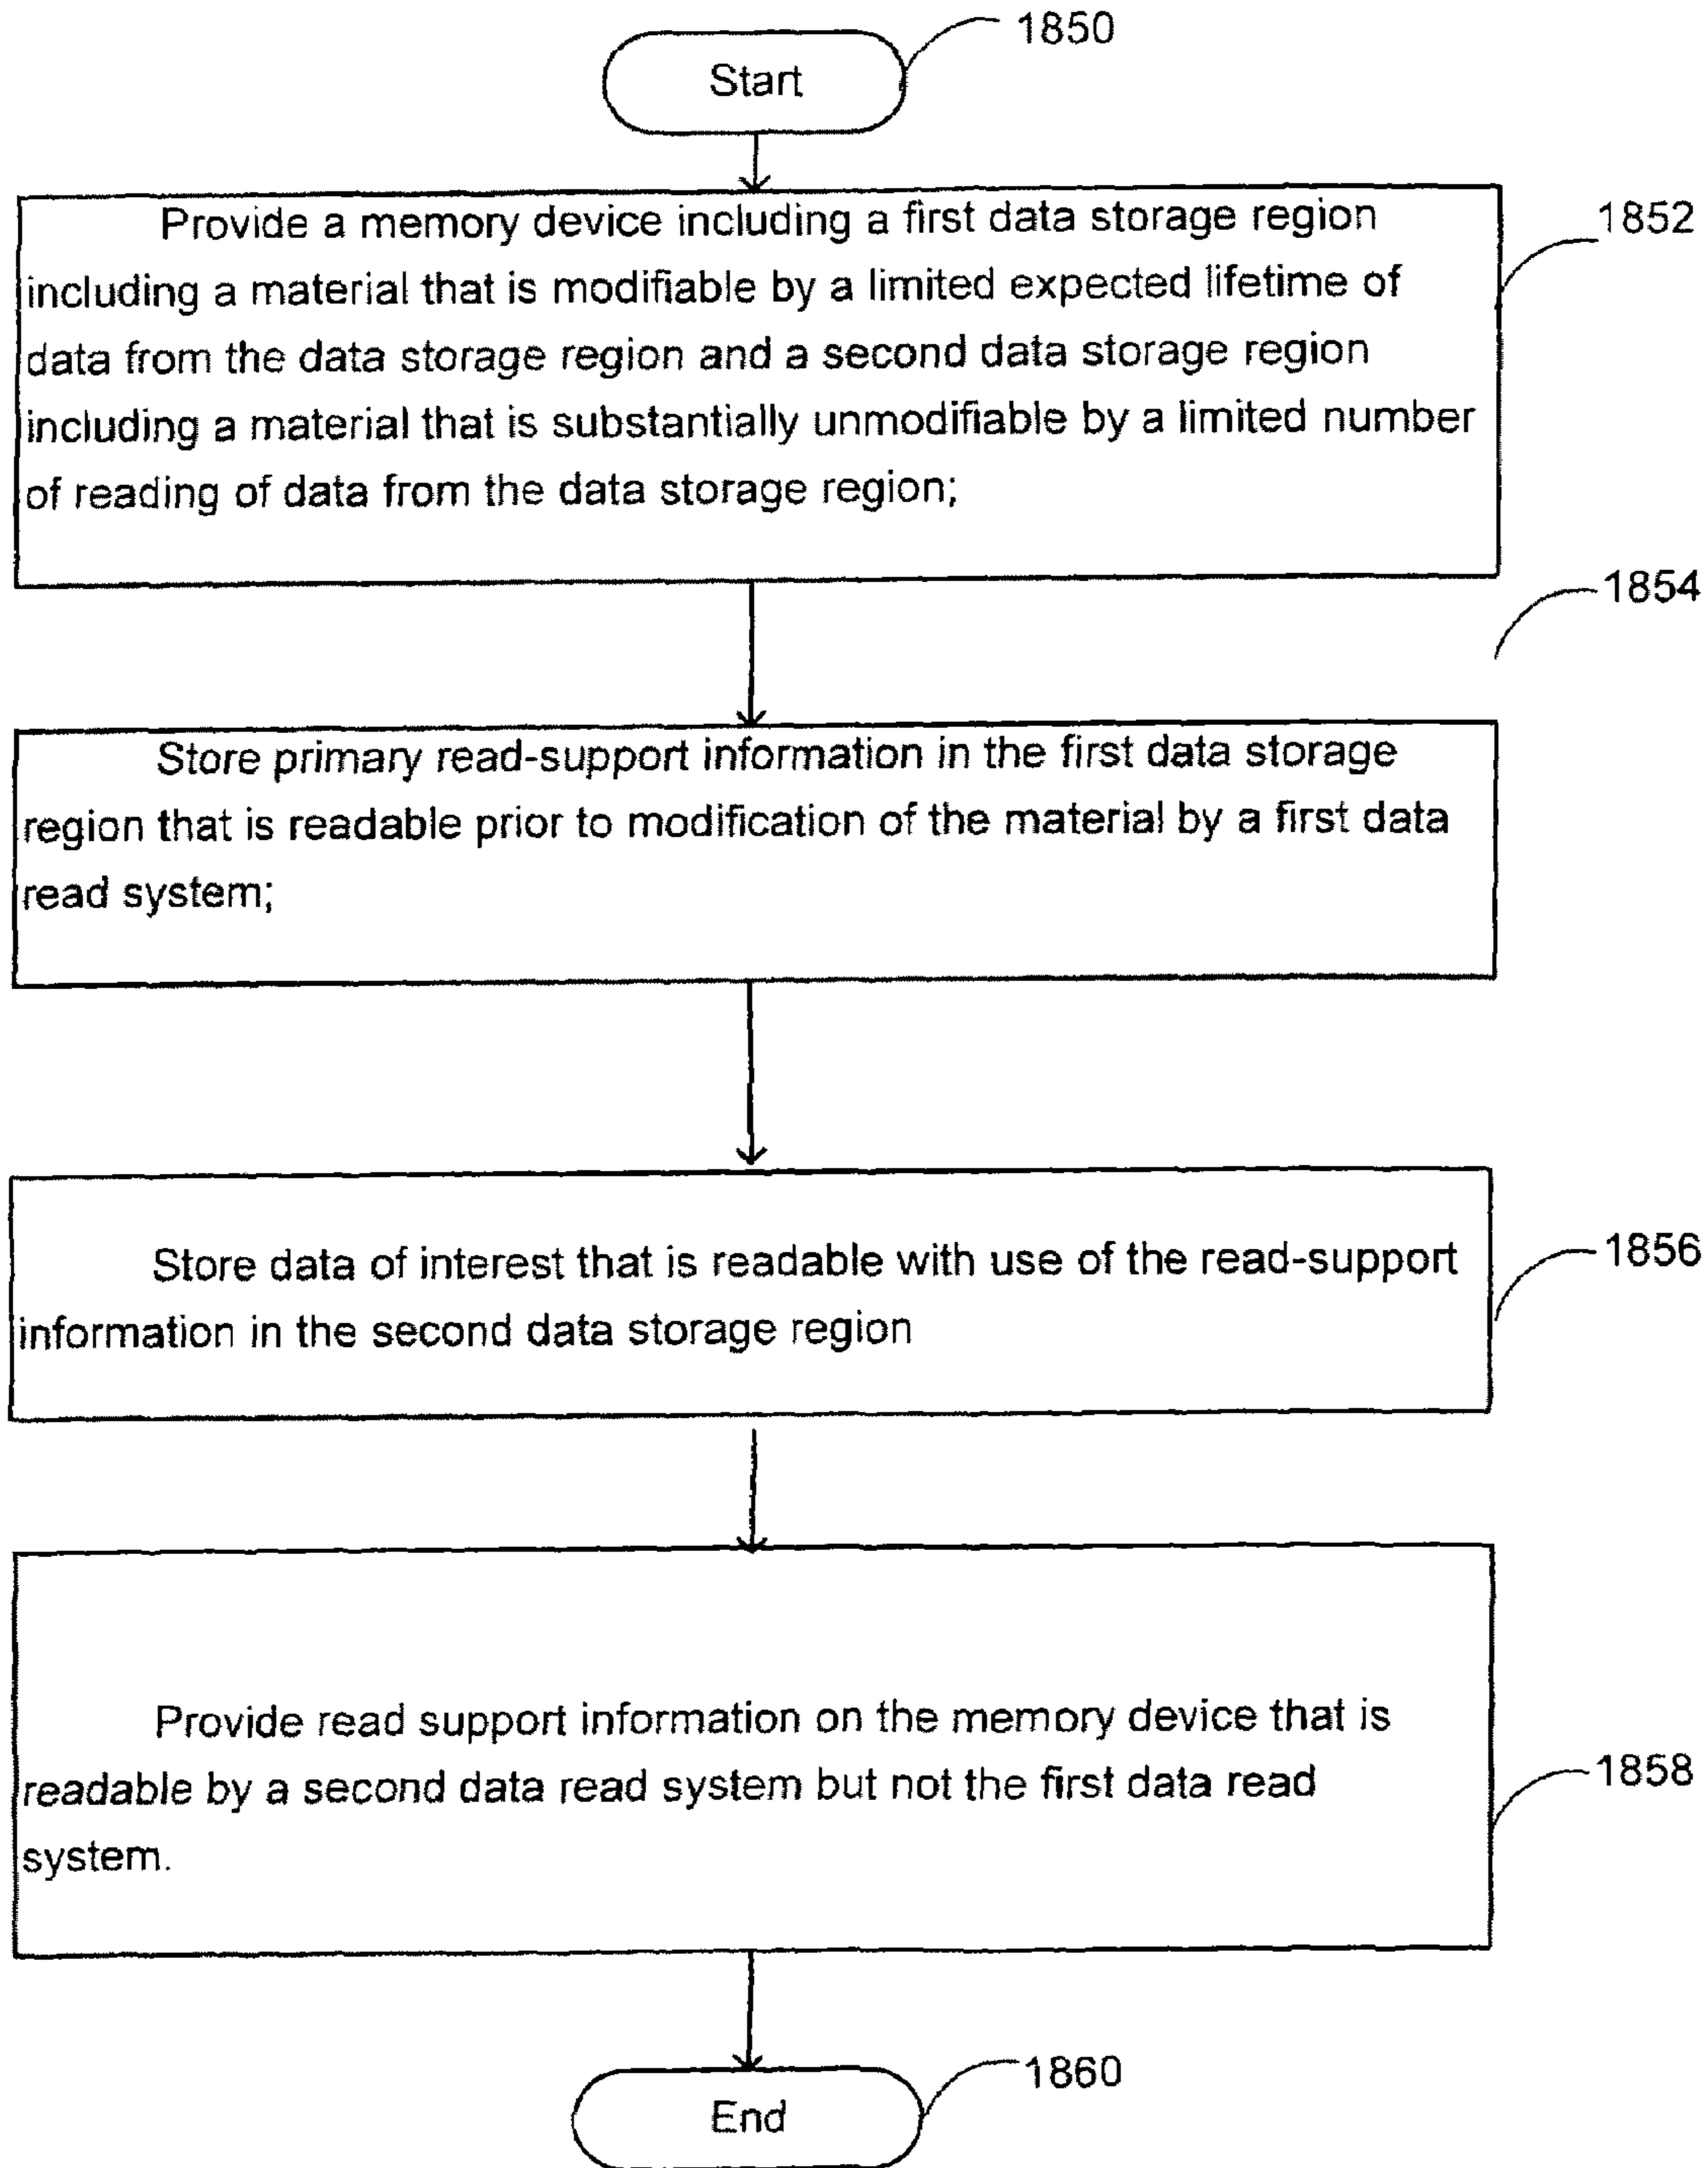 1850
Start
Provide a memory device including a first data storage region
1852
including a material that is modifiable by a limited expected lifetime of
data from the data storage region and a second data storage region
including a material that is substantially unmodifiable by a limited number
of reading of data from the data storage region;
1854
Store primary read-support information in the first data storage
region that is readable prior to modification of the material by a first data
read system;
Store data of interest that is readable with use of the read-support
1856
information in the second data storage region
Provide read support information on the memory device that is
readable by a second data read system but not the first data read
1858
system.
1860
End